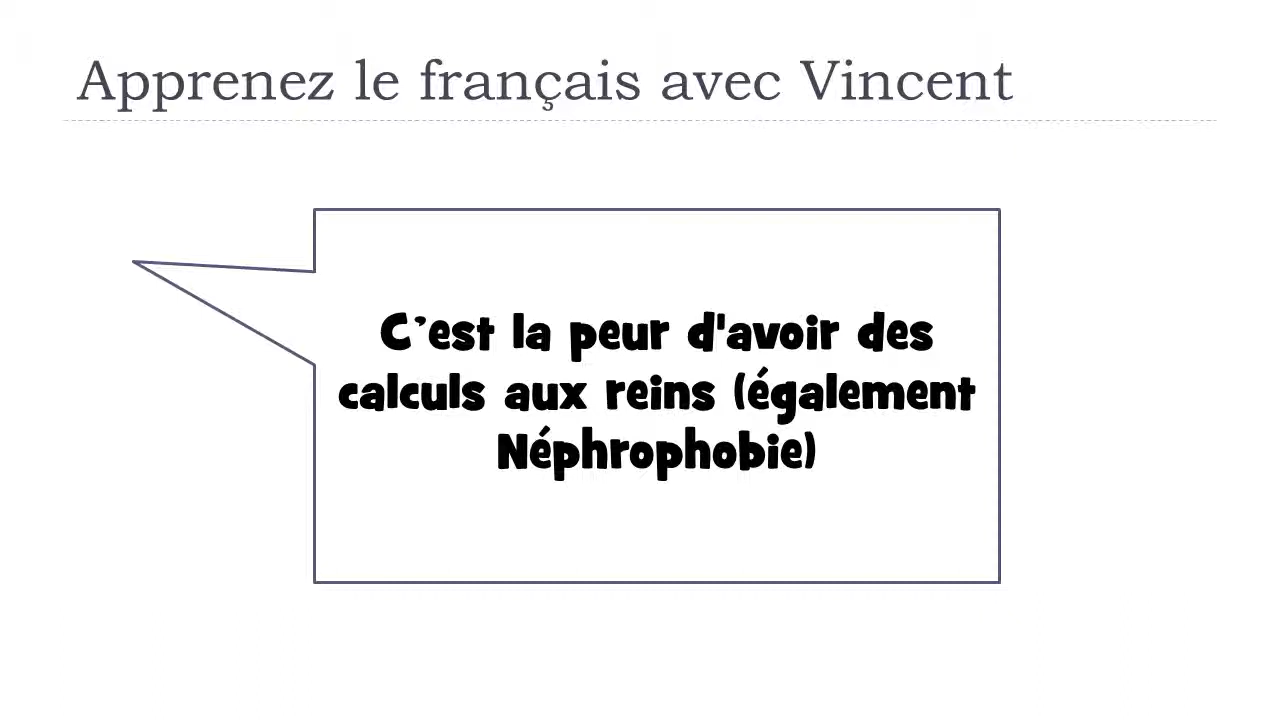 Apprenez le français avec Vincent
C’est la peur d'avoir des
calculs aux reins (également
Néphrophobie)